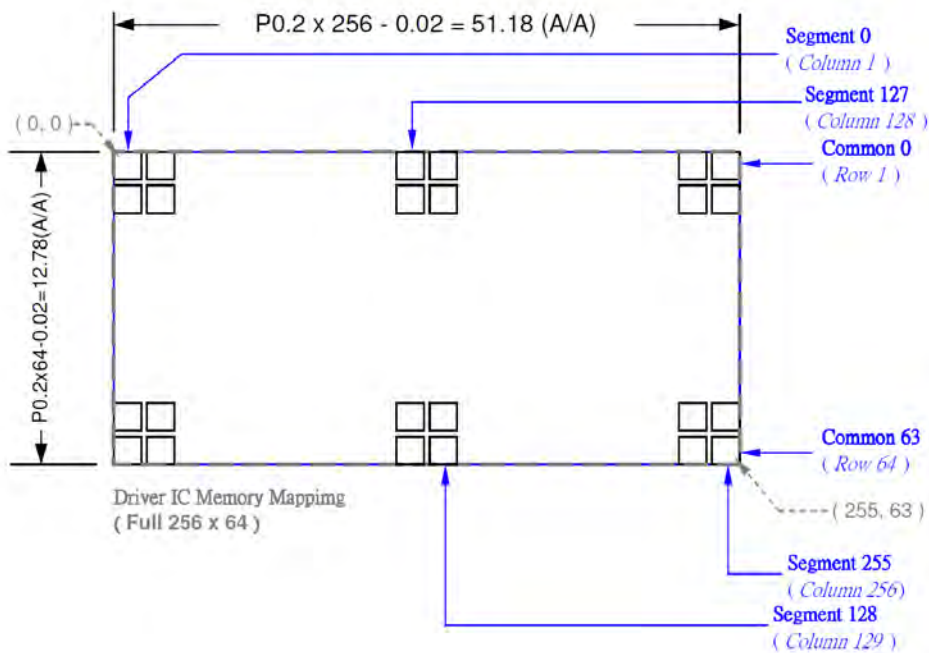 P0.2 x 256 - 0.02 = 51.18 (A/A)
Segment 0
( Column 1 )
Segment 127
( Column 128 )
( 0, 0 )
Common 0
( Row 1 )
P0.2x64-0.02=12.78(A/A)
Common 63
( Row 64 )
Driver IC Memory Mappimg
( Full 256 x 64 )
( 255, 63 )
Segment 255
( Column 256)
Segment 128
( Column 129 )